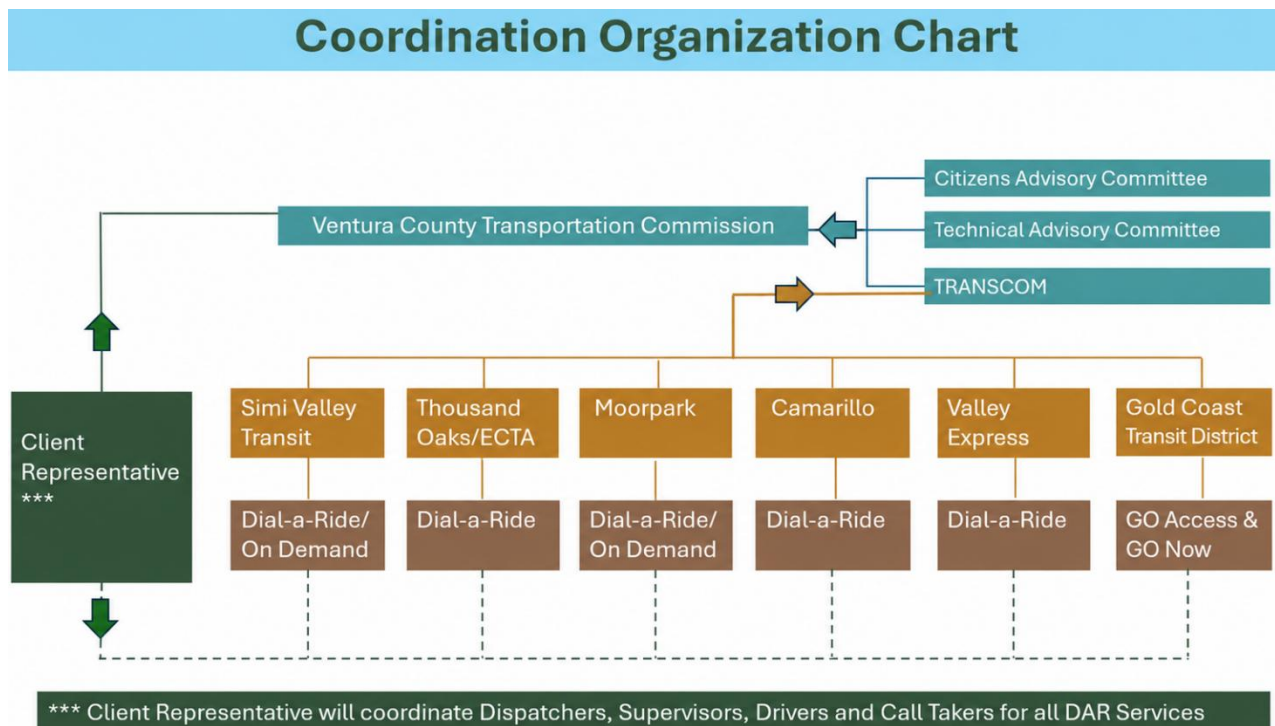 Coordination Organization Chart
Citizens Advisory Committee
Ventura County Transportation Commission
Technical Advisory Committee
TRANSCOM
Client
Representative
***
Simi Valley
Transit
Thousand
Oaks/ECTA
Moorpark
Camarillo
Valley
Express
Gold Coast
Transit District
Dial-a-Ride/
On Demand
Dial-a-Ride
Dial-a-Ride/
On Demand
Dial-a-Ride
Dial-a-Ride
GO Access &
GO Now
*** Client Representative will coordinate Dispatchers, Supervisors, Drivers and Call Takers for all DAR Services